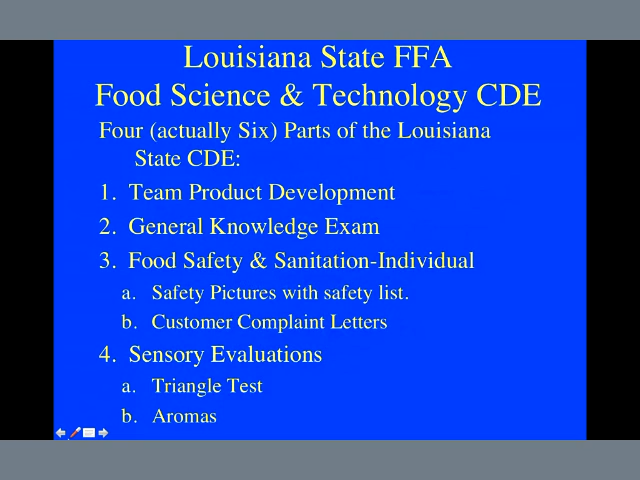 Louisiana State FFA
Food Science & Technology CDE
Four (actually Six) Parts of the Louisiana
State CDE:
1. Team Product Development
2. General Knowledge Exam
3. Food Safety & Sanitation-Individual
a. Safety Pictures with safety list.
b. Customer Complaint Letters
4. Sensory Evaluations
a. Triangle Test
b. Aromas